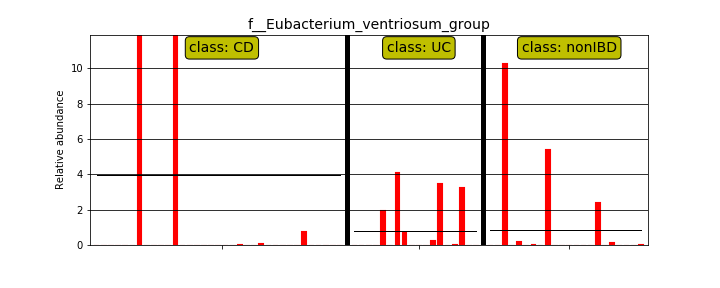 f__Eubacterium_ventriosum_group
class: CD
class: UC
class: nonIBD
Relative abundance
10
8
6
4
2
0